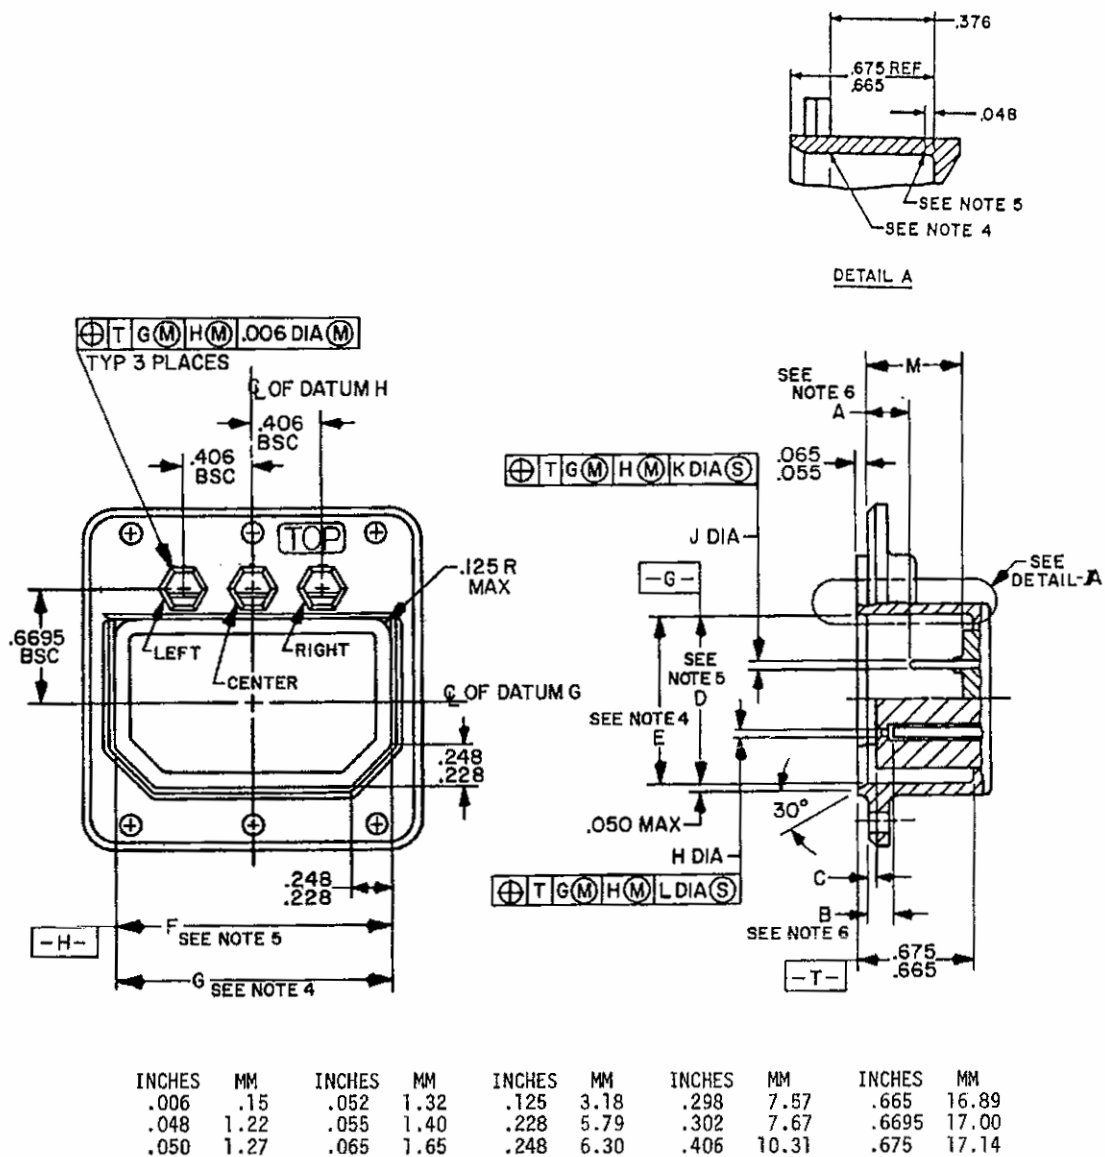 .376
.675 REF
.665
.048
SEE NOTE 5
SEE NOTE 4
DETAIL A
⌖ T G Ⓜ H Ⓜ .006 DIA Ⓜ
TYP 3 PLACES
℄ OF DATUM H
.406
BSC
.406
BSC
TOP
.125 R
MAX
.6695
BSC
LEFT
CENTER
RIGHT
℄ OF DATUM G
.248
.228
.248
.228
-H-
F
SEE NOTE 5
G
SEE NOTE 4
M
SEE
NOTE 6
A
.065
.055
⌖ T G Ⓜ H Ⓜ K DIA Ⓢ
J DIA
-G-
SEE
DETAIL-A
SEE
NOTE 5
D
SEE NOTE 4
E
30°
.050 MAX
H DIA
⌖ T G Ⓜ H Ⓜ L DIA Ⓢ
C
B
SEE NOTE 6
.675
.665
-T-
INCHES MM INCHES MM INCHES MM INCHES MM INCHES MM
.006 .15 .052 1.32 .125 3.18 .298 7.57 .665 16.89
.048 1.22 .055 1.40 .228 5.79 .302 7.67 .6695 17.00
.050 1.27 .065 1.65 .248 6.30 .406 10.31 .675 17.14